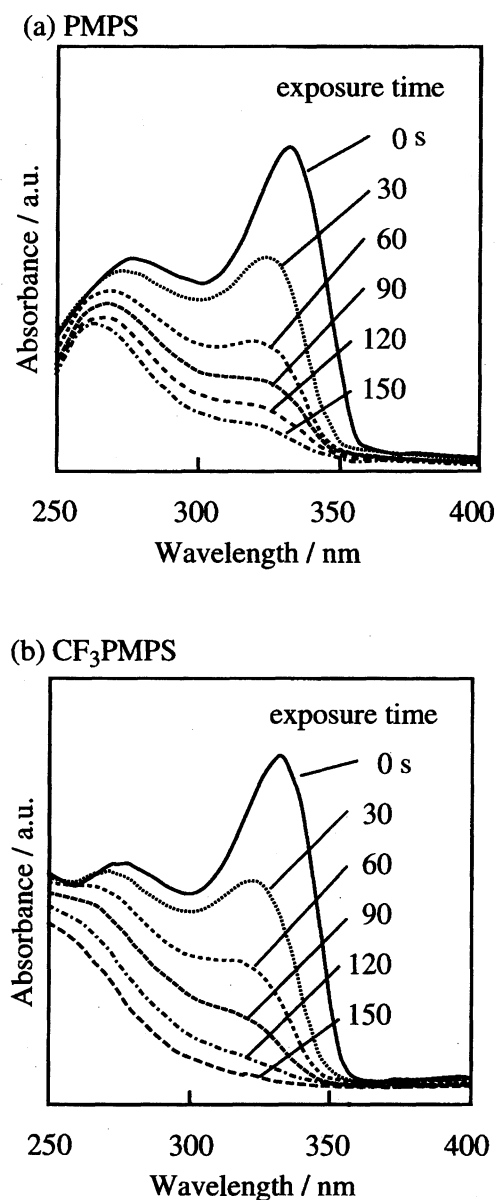 (a) PMPS
exposure time
0 s
30
60
90
120
150
Absorbance / a.u.
250 300 350 400
Wavelength / nm
(b) CF₃PMPS
exposure time
0 s
30
60
90
120
150
Absorbance / a.u.
250 300 350 400
Wavelength / nm